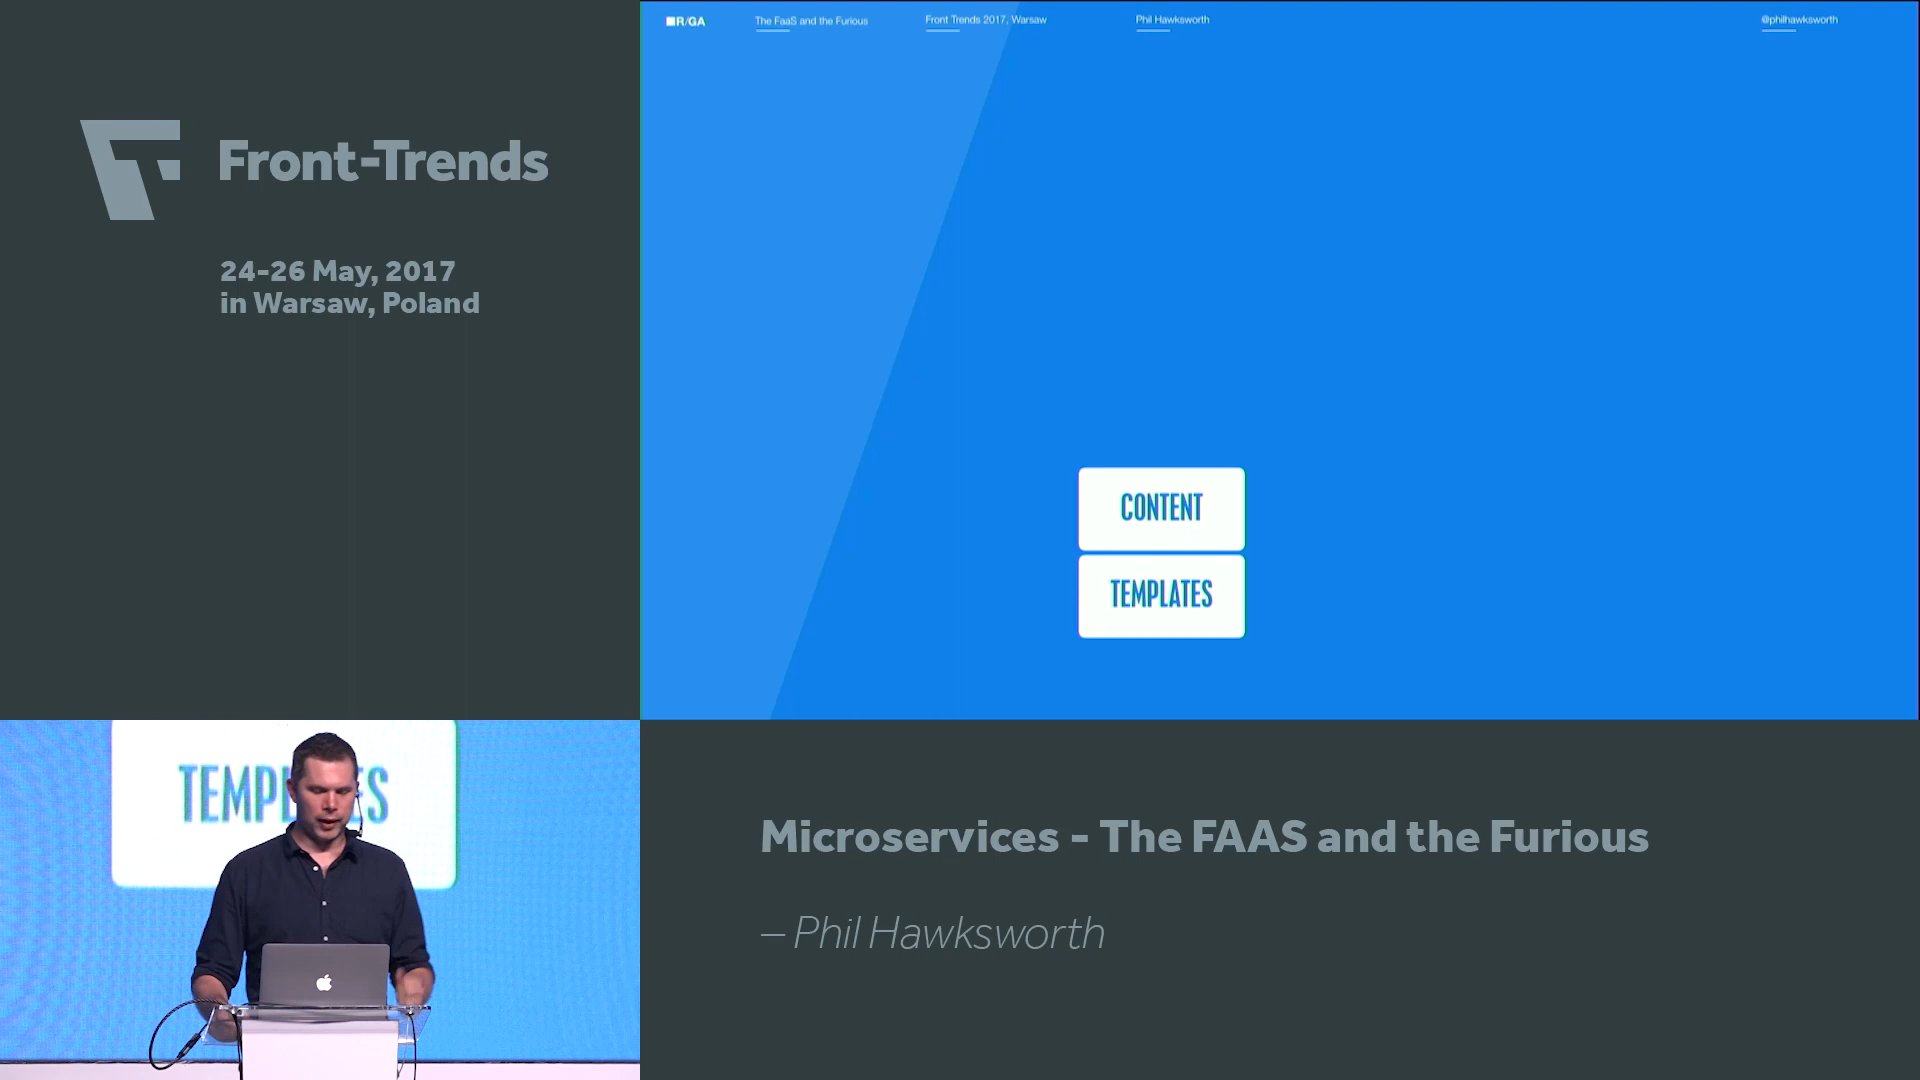 Front-Trends
24-26 May, 2017
in Warsaw, Poland
R/GA
The FaaS and the Furious
Front Trends 2017, Warsaw
Phil Hawksworth
@philhawksworth
CONTENT
TEMPLATES
TEMPLATES
Microservices - The FAAS and the Furious
– Phil Hawksworth